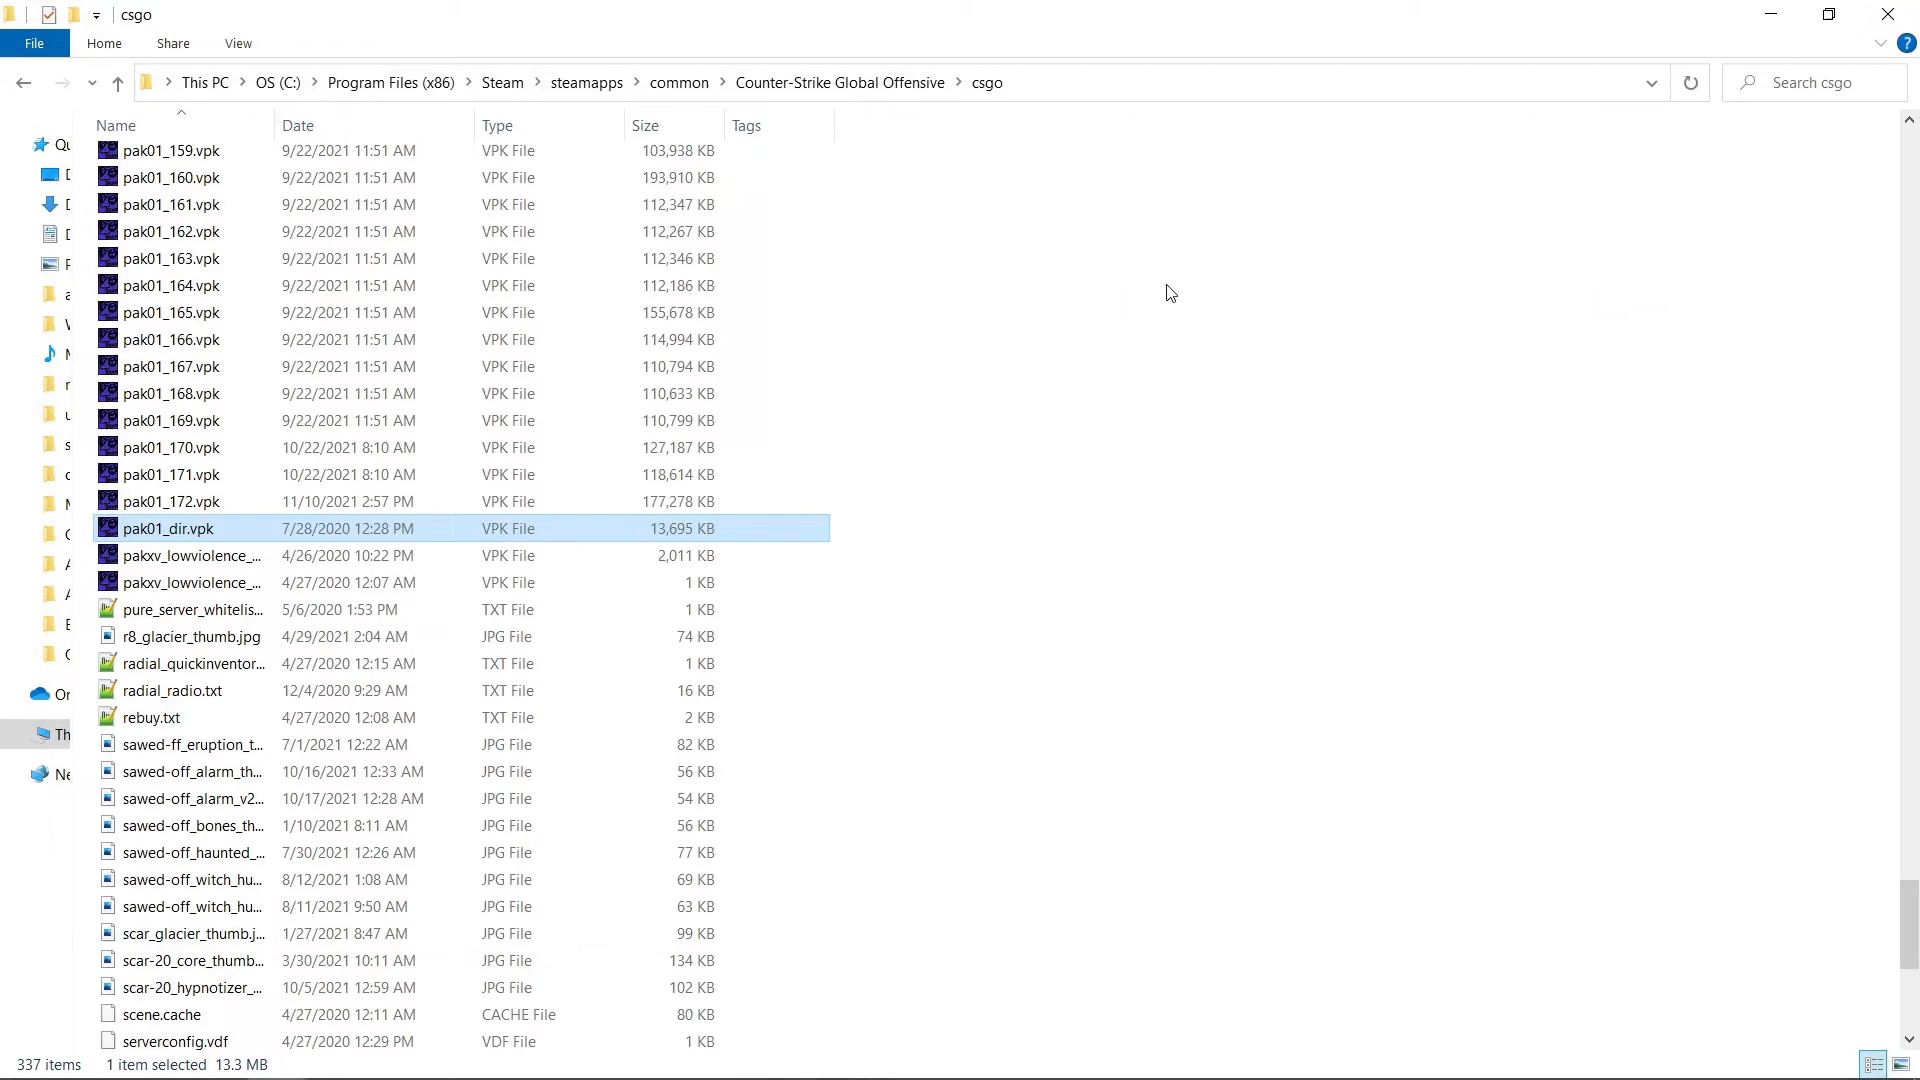 csgo
File Home Share View
This PC OS (C:) Program Files (x86) Steam steamapps common Counter-Strike Global Offensive csgo
Search csgo
Name Date Type Size Tags
pak01_159.vpk 9/22/2021 11:51 AM VPK File 103,938 KB
pak01_160.vpk 9/22/2021 11:51 AM VPK File 193,910 KB
pak01_161.vpk 9/22/2021 11:51 AM VPK File 112,347 KB
pak01_162.vpk 9/22/2021 11:51 AM VPK File 112,267 KB
pak01_163.vpk 9/22/2021 11:51 AM VPK File 112,346 KB
pak01_164.vpk 9/22/2021 11:51 AM VPK File 112,186 KB
pak01_165.vpk 9/22/2021 11:51 AM VPK File 155,678 KB
pak01_166.vpk 9/22/2021 11:51 AM VPK File 114,994 KB
pak01_167.vpk 9/22/2021 11:51 AM VPK File 110,794 KB
pak01_168.vpk 9/22/2021 11:51 AM VPK File 110,633 KB
pak01_169.vpk 9/22/2021 11:51 AM VPK File 110,799 KB
pak01_170.vpk 10/22/2021 8:10 AM VPK File 127,187 KB
pak01_171.vpk 10/22/2021 8:10 AM VPK File 118,614 KB
pak01_172.vpk 11/10/2021 2:57 PM VPK File 177,278 KB
pak01_dir.vpk 7/28/2020 12:28 PM VPK File 13,695 KB
pakxv_lowviolence_... 4/26/2020 10:22 PM VPK File 2,011 KB
pakxv_lowviolence_... 4/27/2020 12:07 AM VPK File 1 KB
pure_server_whitelis... 5/6/2020 1:53 PM TXT File 1 KB
r8_glacier_thumb.jpg 4/29/2021 2:04 AM JPG File 74 KB
radial_quickinventor... 4/27/2020 12:15 AM TXT File 1 KB
radial_radio.txt 12/4/2020 9:29 AM TXT File 16 KB
rebuy.txt 4/27/2020 12:08 AM TXT File 2 KB
sawed-ff_eruption_t... 7/1/2021 12:22 AM JPG File 82 KB
sawed-off_alarm_th... 10/16/2021 12:33 AM JPG File 56 KB
sawed-off_alarm_v2... 10/17/2021 12:28 AM JPG File 54 KB
sawed-off_bones_th... 1/10/2021 8:11 AM JPG File 56 KB
sawed-off_haunted_... 7/30/2021 12:26 AM JPG File 77 KB
sawed-off_witch_hu... 8/12/2021 1:08 AM JPG File 69 KB
sawed-off_witch_hu... 8/11/2021 9:50 AM JPG File 63 KB
scar_glacier_thumb.j... 1/27/2021 8:47 AM JPG File 99 KB
scar-20_core_thumb... 3/30/2021 10:11 AM JPG File 134 KB
scar-20_hypnotizer_... 10/5/2021 12:59 AM JPG File 102 KB
scene.cache 4/27/2020 12:11 AM CACHE File 80 KB
serverconfig.vdf 4/27/2020 12:29 PM VDF File 1 KB
337 items 1 item selected 13.3 MB